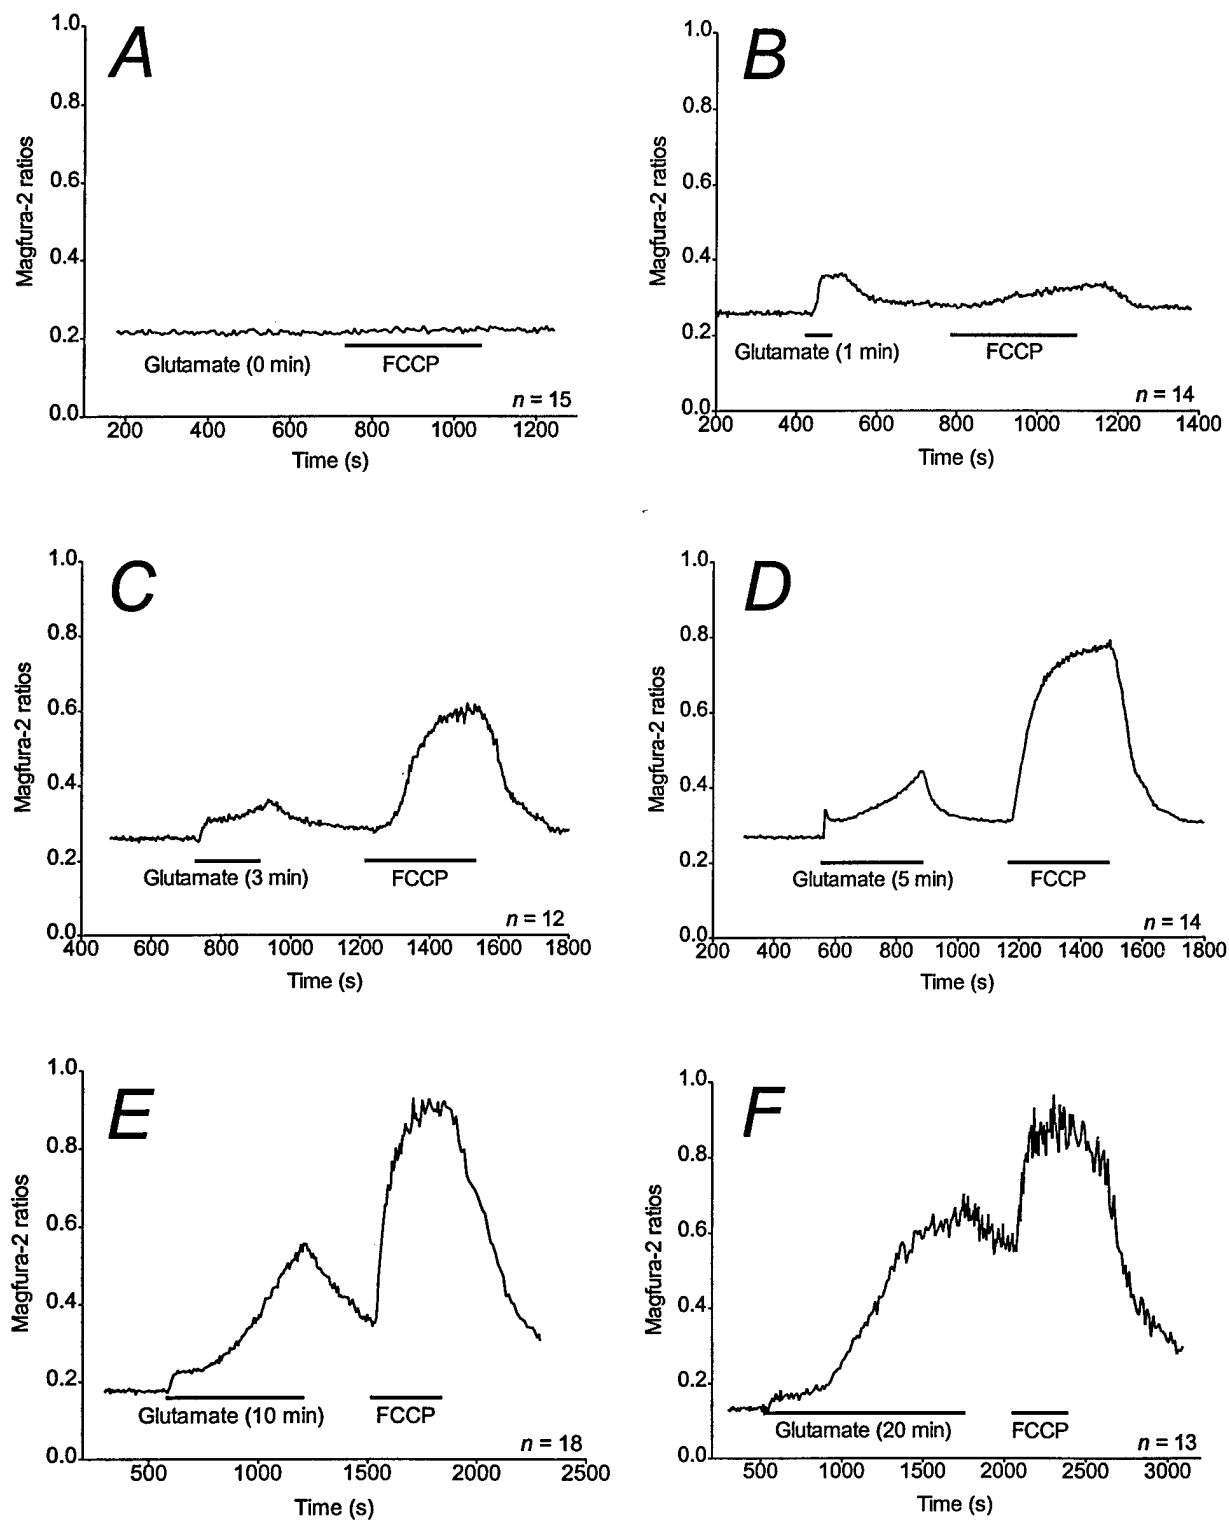 A
Magfura-2 ratios
1.0
0.8
0.6
0.4
0.2
0.0
Glutamate (0 min)
FCCP
n = 15
200 400 600 800 1000 1200
Time (s)
B
Magfura-2 ratios
1.0
0.8
0.6
0.4
0.2
0.0
Glutamate (1 min)
FCCP
n = 14
200 400 600 800 1000 1200 1400
Time (s)
C
Magfura-2 ratios
1.0
0.8
0.6
0.4
0.2
0.0
Glutamate (3 min)
FCCP
n = 12
400 600 800 1000 1200 1400 1600 1800
Time (s)
D
Magfura-2 ratios
1.0
0.8
0.6
0.4
0.2
0.0
Glutamate (5 min)
FCCP
n = 14
200 400 600 800 1000 1200 1400 1600 1800
Time (s)
E
Magfura-2 ratios
1.0
0.8
0.6
0.4
0.2
0.0
Glutamate (10 min)
FCCP
n = 18
500 1000 1500 2000 2500
Time (s)
F
Magfura-2 ratios
1.0
0.8
0.6
0.4
0.2
0.0
Glutamate (20 min)
FCCP
n = 13
500 1000 1500 2000 2500 3000
Time (s)